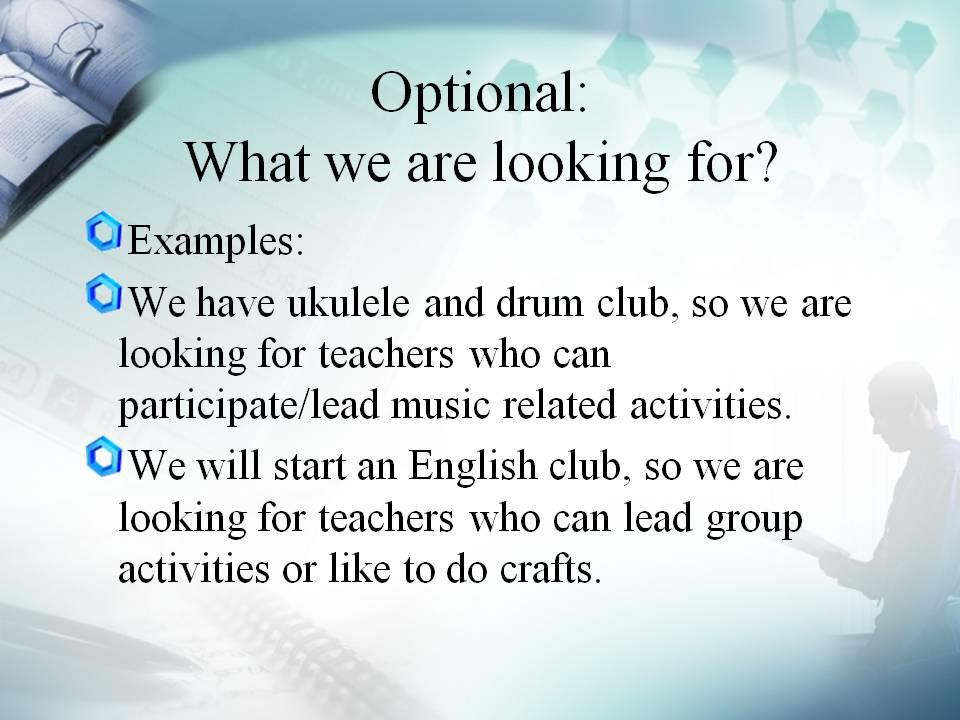 Optional:
What we are looking for?
Examples:
We have ukulele and drum club, so we are
looking for teachers who can
participate/lead music related activities.
We will start an English club, so we are
looking for teachers who can lead group
activities or like to do crafts.